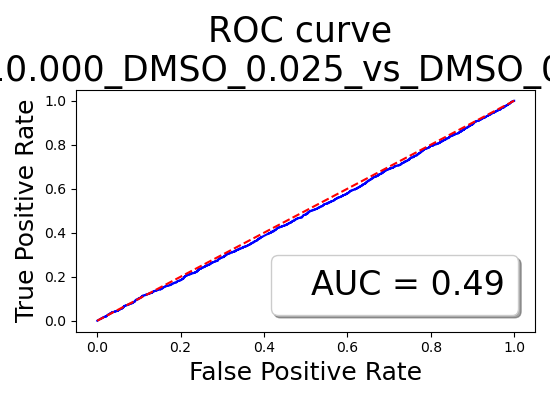 ROC curve
0.000_DMSO_0.025_vs_DMSO_0
True Positive Rate
1.0
0.8
0.6
0.4
0.2
0.0
AUC = 0.49
0.0 0.2 0.4 0.6 0.8 1.0
False Positive Rate